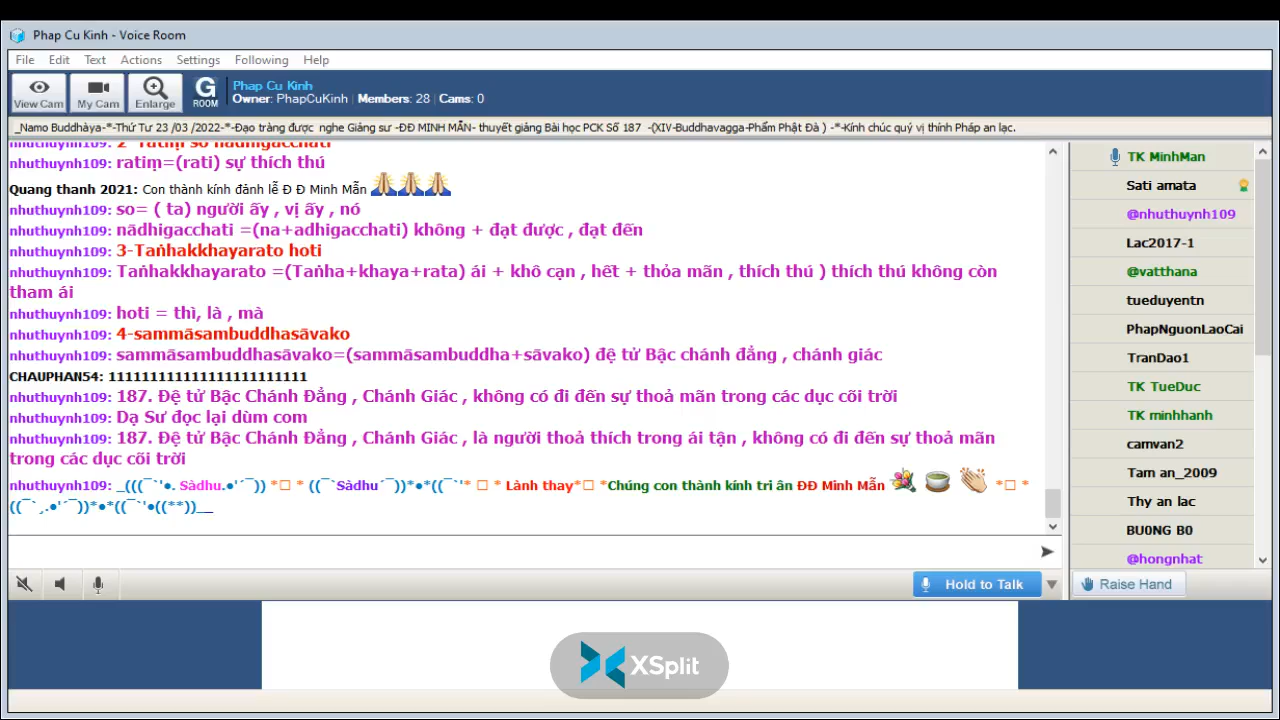 Phap Cu Kinh - Voice Room
File Edit Text Actions Settings Following Help
View Cam My Cam Enlarge G ROOM
Phap Cu Kinh
Owner: PhapCuKinh | Members: 28 | Cams: 0
_Namo Buddhàya-*-Thứ Tư 23 /03 /2022-*-Đạo tràng được nghe Giảng sư -ĐĐ MINH MẪN- thuyết giảng Bài học PCK Số 187 -(XIV-Buddhavagga-Phẩm Phật Đà ) -*-Kính chúc quý vị thính Pháp an lạc.
2- ratiṃ so nādhigacchati
nhuthuynh109: ratiṃ=(rati) sự thích thú
Quang thanh 2021: Con thành kính đảnh lễ Đ Đ Minh Mẫn
nhuthuynh109: so= ( ta) người ấy , vị ấy , nó
nhuthuynh109: nādhigacchati =(na+adhigacchati) không + đạt được , đạt đến
nhuthuynh109: 3-Taṅhakkhayarato hoti
nhuthuynh109: Taṅhakkhayarato =(Taṅha+khaya+rata) ái + khô cạn , hết + thỏa mãn , thích thú ) thích thú không còn
tham ái
nhuthuynh109: hoti = thì, là , mà
nhuthuynh109: 4-sammāsambuddhasāvako
nhuthuynh109: sammāsambuddhasāvako=(sammāsambuddha+sāvako) đệ tử Bậc chánh đẳng , chánh giác
CHAUPHAN54: 111111111111111111111111
nhuthuynh109: 187. Đệ tử Bậc Chánh Đẳng , Chánh Giác , không có đi đến sự thoả mãn trong các dục cõi trời
nhuthuynh109: Dạ Sư đọc lại dùm com
nhuthuynh109: 187. Đệ tử Bậc Chánh Đẳng , Chánh Giác , là người thoả thích trong ái tận , không có đi đến sự thoả mãn
trong các dục cõi trời
nhuthuynh109: _(((¯`'•. Sàdhu.•'´¯)) *□ * ((¯`Sàdhu´¯))*•*((¯`'* □ * Lành thay*□ *Chúng con thành kính tri ân ĐĐ Minh Mẫn *□ *
((¯`¸.•'´¯))*•*((¯`'•((**))__
TK MinhMan
Sati amata
@nhuthuynh109
Lac2017-1
@vatthana
tueduyentn
PhapNguonLaoCai
TranDao1
TK TueDuc
TK minhhanh
camvan2
Tam an_2009
Thy an lac
BU0NG B0
@hongnhat
Hold to Talk
Raise Hand
XSplit